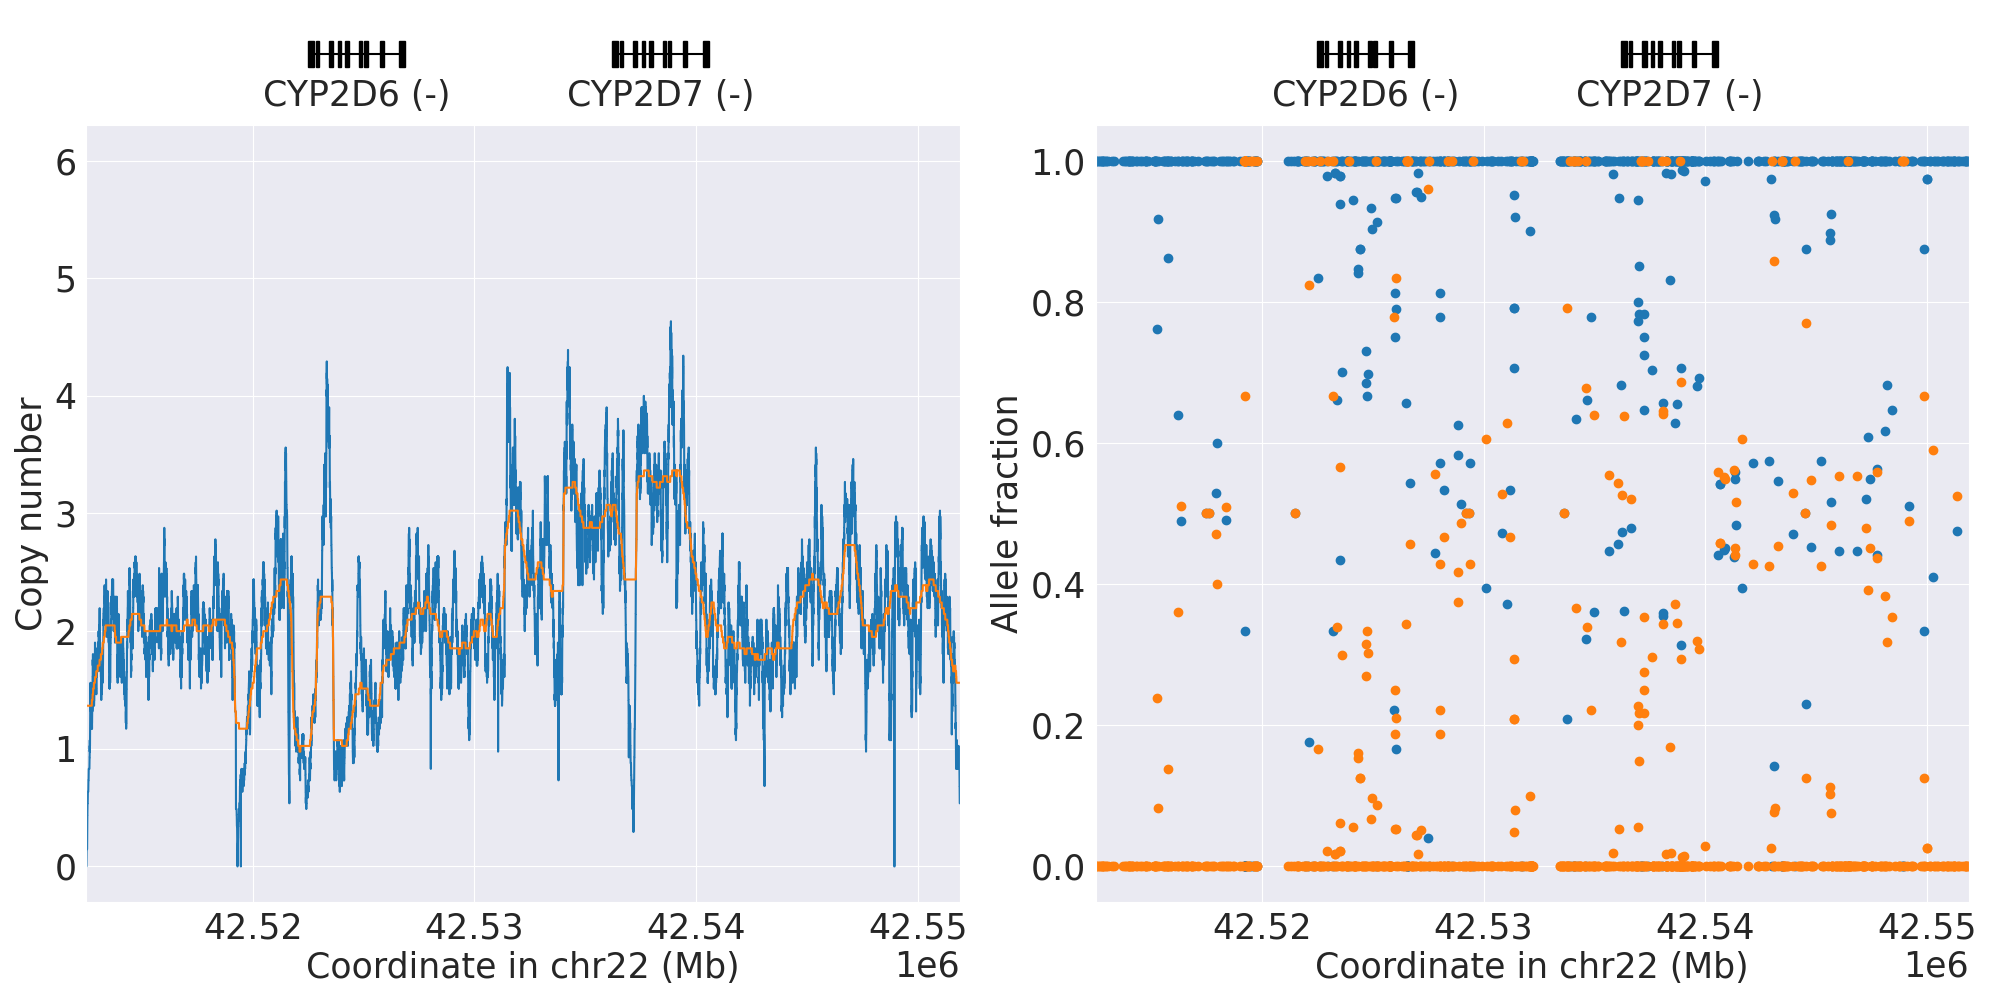 CYP2D6 (-) CYP2D7 (-)
6
5
4
3
2
1
0
Copy number
42.52 42.53 42.54 42.55
Coordinate in chr22 (Mb) 1e6
CYP2D6 (-) CYP2D7 (-)
1.0
0.8
0.6
0.4
0.2
0.0
Allele fraction
42.52 42.53 42.54 42.55
Coordinate in chr22 (Mb) 1e6